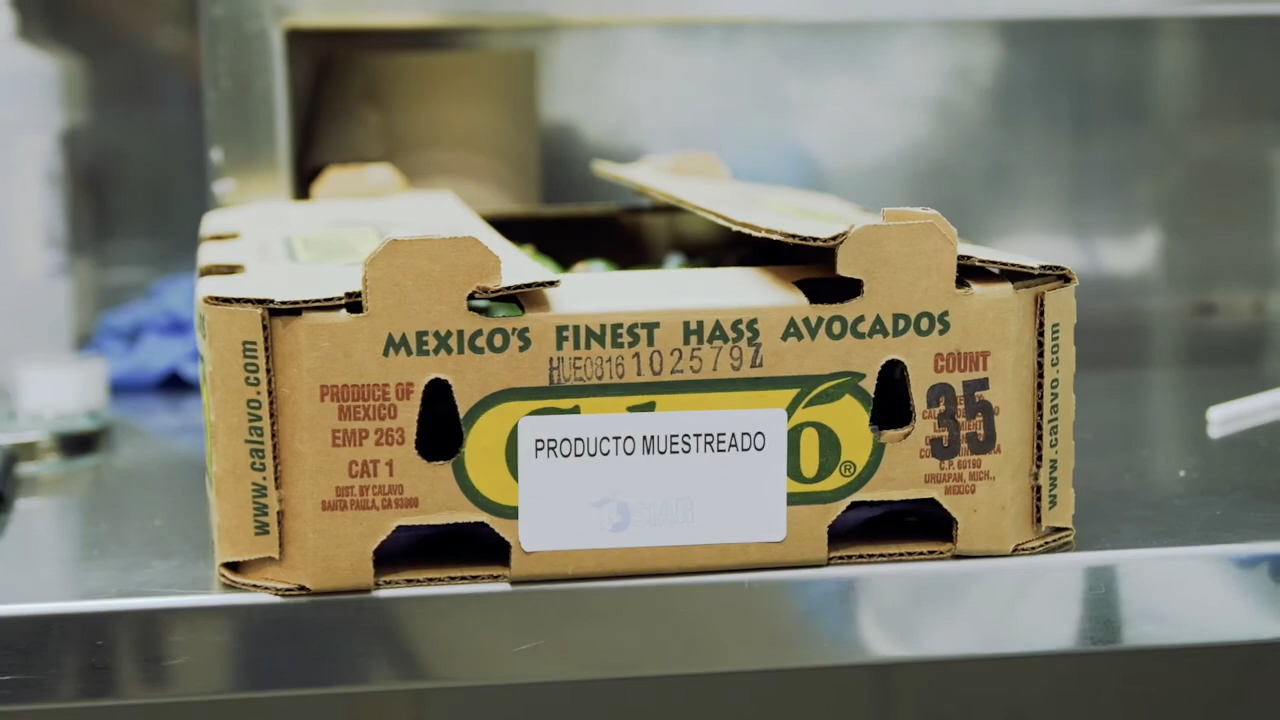 MEXICO'S FINEST HASS AVOCADOS
HUE0816 102579Z
www.calavo.com
PRODUCE OF
MEXICO
EMP 263
CAT 1
DIST. BY CALAVO
SANTA PAULA, CA 93060
PRODUCTO MUESTREADO
®
COUNT
35
C.P. 60190
URUAPAN, MICH.,
MEXICO
www.calavo.com